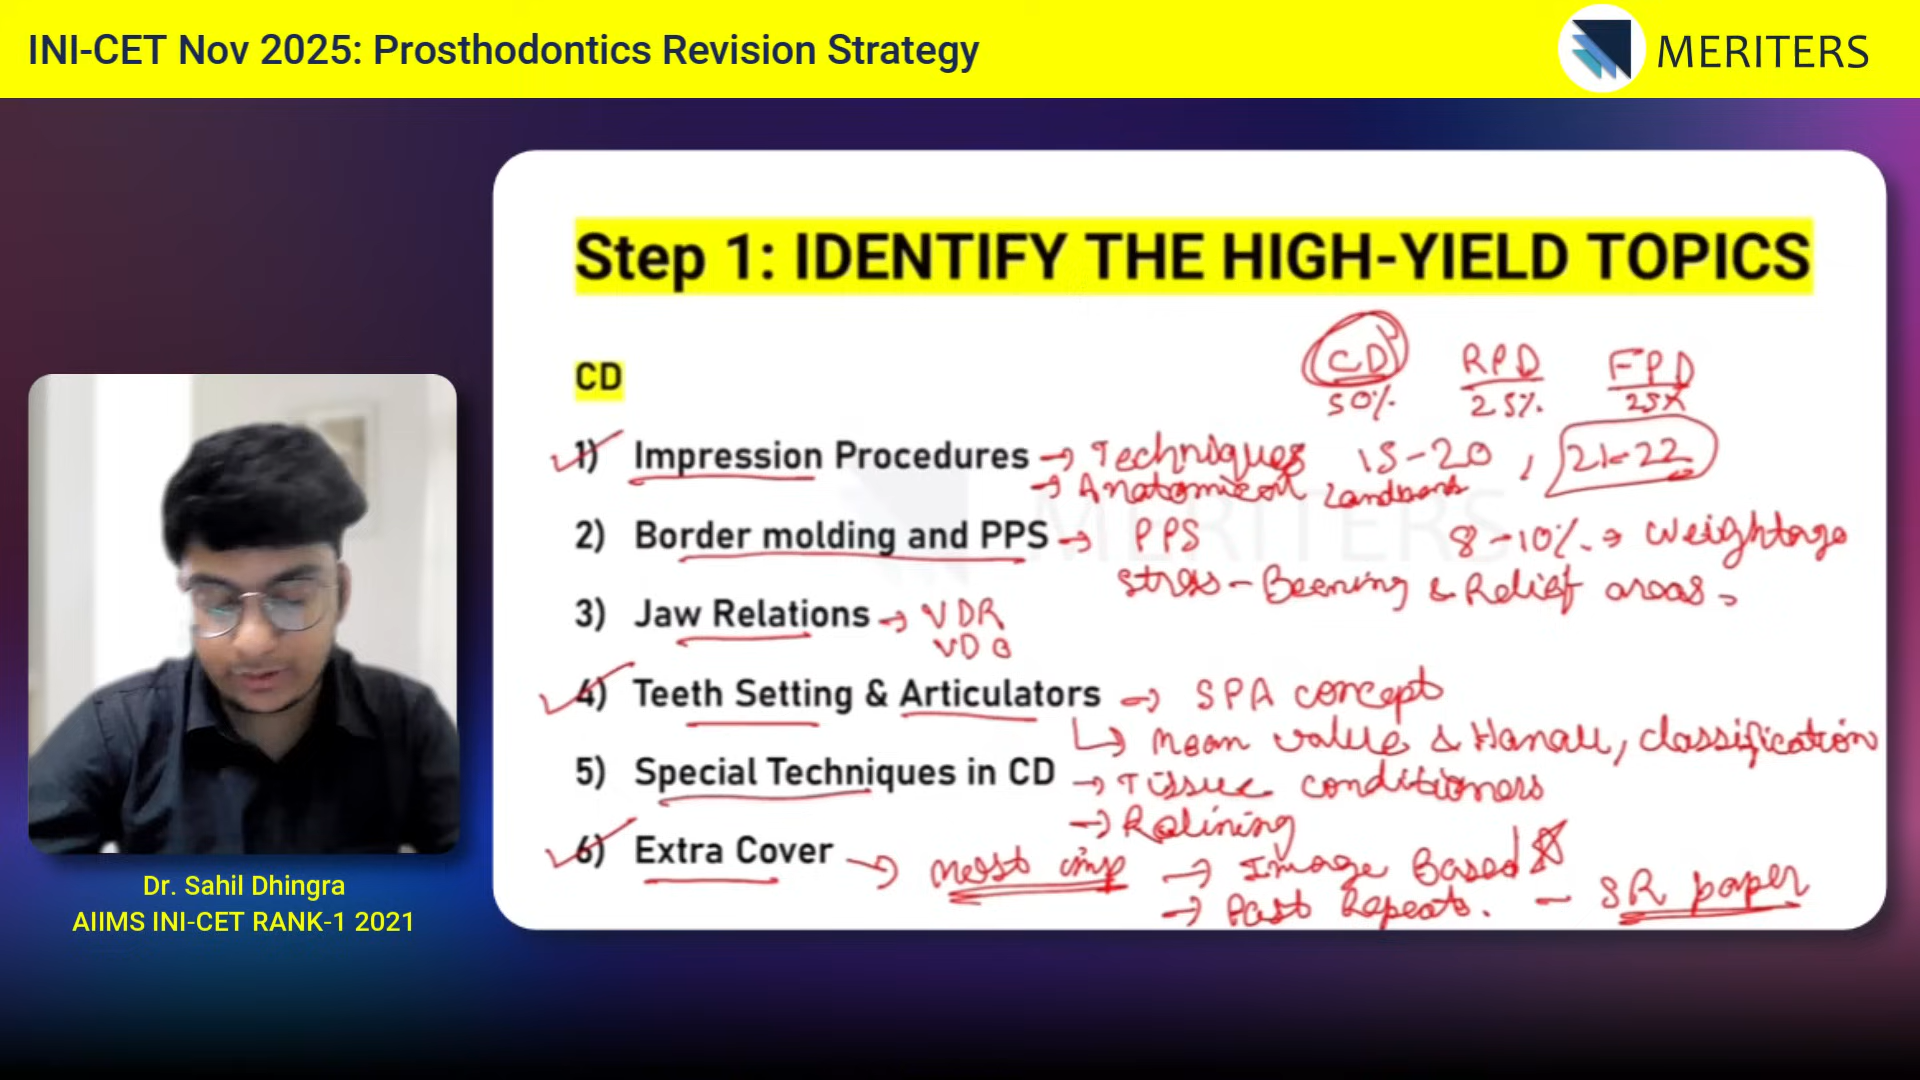 INI-CET Nov 2025: Prosthodontics Revision Strategy
MERITERS
Step 1: IDENTIFY THE HIGH-YIELD TOPICS
CD
CD RPD FPD
50% 25% 25%
1) Impression Procedures → Techniques 15-20, 21-22
→ Anatomical Landmarks
2) Border molding and PPS → PPS 8-10% → Weightage
Stress-Bearing & Relief areas
3) Jaw Relations → VDR
VDO
4) Teeth Setting & Articulators → SPA concept
↳ Mean value & Hanau, classification
5) Special Techniques in CD → Tissue conditioners
→ Relining
6) Extra Cover → most imp → Image Based
→ Past Repeats. - SR paper
MERITERS
Dr. Sahil Dhingra
AIIMS INI-CET RANK-1 2021